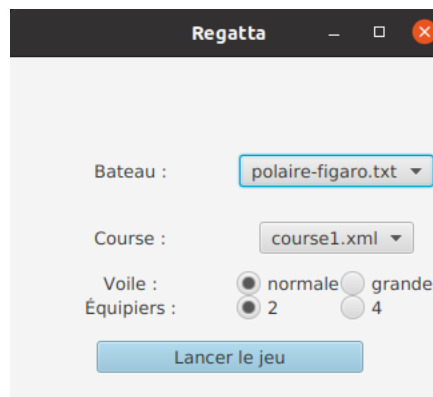 Regatta
Bateau : polaire-figaro.txt
Course : course1.xml
Voile : normale grande
Équipiers : 2 4
Lancer le jeu